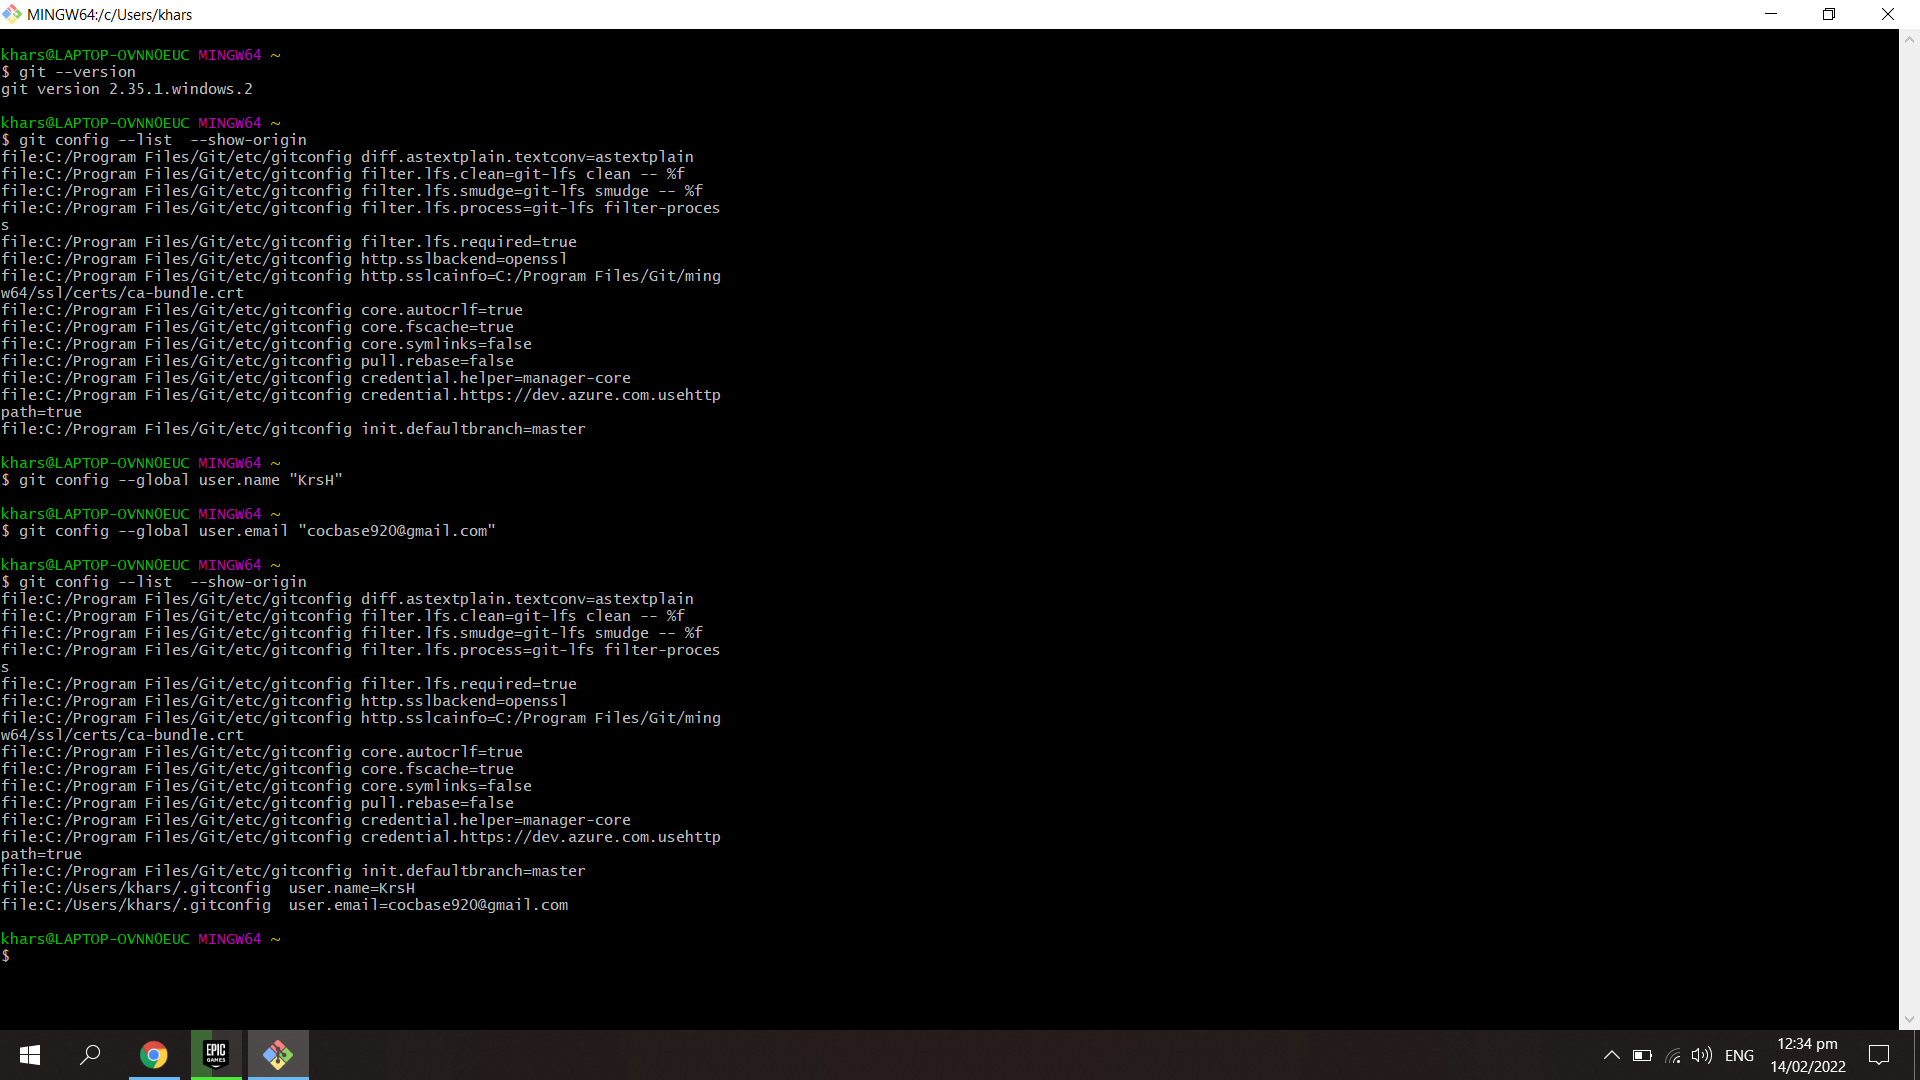 MINGW64:/c/Users/khars
khars@LAPTOP-OVNN0EUC MINGW64 ~
$ git --version
git version 2.35.1.windows.2
khars@LAPTOP-OVNN0EUC MINGW64 ~
$ git config --list  --show-origin
file:C:/Program Files/Git/etc/gitconfig diff.astextplain.textconv=astextplain
file:C:/Program Files/Git/etc/gitconfig filter.lfs.clean=git-lfs clean -- %f
file:C:/Program Files/Git/etc/gitconfig filter.lfs.smudge=git-lfs smudge -- %f
file:C:/Program Files/Git/etc/gitconfig filter.lfs.process=git-lfs filter-proces
s
file:C:/Program Files/Git/etc/gitconfig filter.lfs.required=true
file:C:/Program Files/Git/etc/gitconfig http.sslbackend=openssl
file:C:/Program Files/Git/etc/gitconfig http.sslcainfo=C:/Program Files/Git/ming
w64/ssl/certs/ca-bundle.crt
file:C:/Program Files/Git/etc/gitconfig core.autocrlf=true
file:C:/Program Files/Git/etc/gitconfig core.fscache=true
file:C:/Program Files/Git/etc/gitconfig core.symlinks=false
file:C:/Program Files/Git/etc/gitconfig pull.rebase=false
file:C:/Program Files/Git/etc/gitconfig credential.helper=manager-core
file:C:/Program Files/Git/etc/gitconfig credential.https://dev.azure.com.usehttp
path=true
file:C:/Program Files/Git/etc/gitconfig init.defaultbranch=master
khars@LAPTOP-OVNN0EUC MINGW64 ~
$ git config --global user.name "KrsH"
khars@LAPTOP-OVNN0EUC MINGW64 ~
$ git config --global user.email "cocbase920@gmail.com"
khars@LAPTOP-OVNN0EUC MINGW64 ~
$ git config --list  --show-origin
file:C:/Program Files/Git/etc/gitconfig diff.astextplain.textconv=astextplain
file:C:/Program Files/Git/etc/gitconfig filter.lfs.clean=git-lfs clean -- %f
file:C:/Program Files/Git/etc/gitconfig filter.lfs.smudge=git-lfs smudge -- %f
file:C:/Program Files/Git/etc/gitconfig filter.lfs.process=git-lfs filter-proces
s
file:C:/Program Files/Git/etc/gitconfig filter.lfs.required=true
file:C:/Program Files/Git/etc/gitconfig http.sslbackend=openssl
file:C:/Program Files/Git/etc/gitconfig http.sslcainfo=C:/Program Files/Git/ming
w64/ssl/certs/ca-bundle.crt
file:C:/Program Files/Git/etc/gitconfig core.autocrlf=true
file:C:/Program Files/Git/etc/gitconfig core.fscache=true
file:C:/Program Files/Git/etc/gitconfig core.symlinks=false
file:C:/Program Files/Git/etc/gitconfig pull.rebase=false
file:C:/Program Files/Git/etc/gitconfig credential.helper=manager-core
file:C:/Program Files/Git/etc/gitconfig credential.https://dev.azure.com.usehttp
path=true
file:C:/Program Files/Git/etc/gitconfig init.defaultbranch=master
file:C:/Users/khars/.gitconfig  user.name=KrsH
file:C:/Users/khars/.gitconfig  user.email=cocbase920@gmail.com
khars@LAPTOP-OVNN0EUC MINGW64 ~
$
EPIC
GAMES
ENG
12:34 pm
14/02/2022